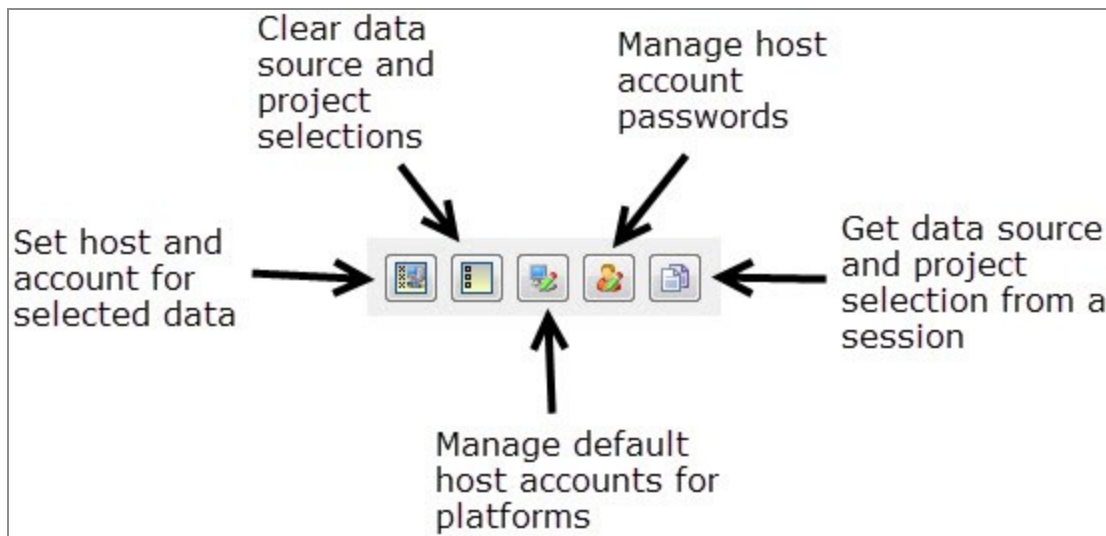 Clear data
source and
project
selections
Manage host
account
passwords
Set host and
account for
selected data
Get data source
and project
selection from a
session
Manage default
host accounts for
platforms